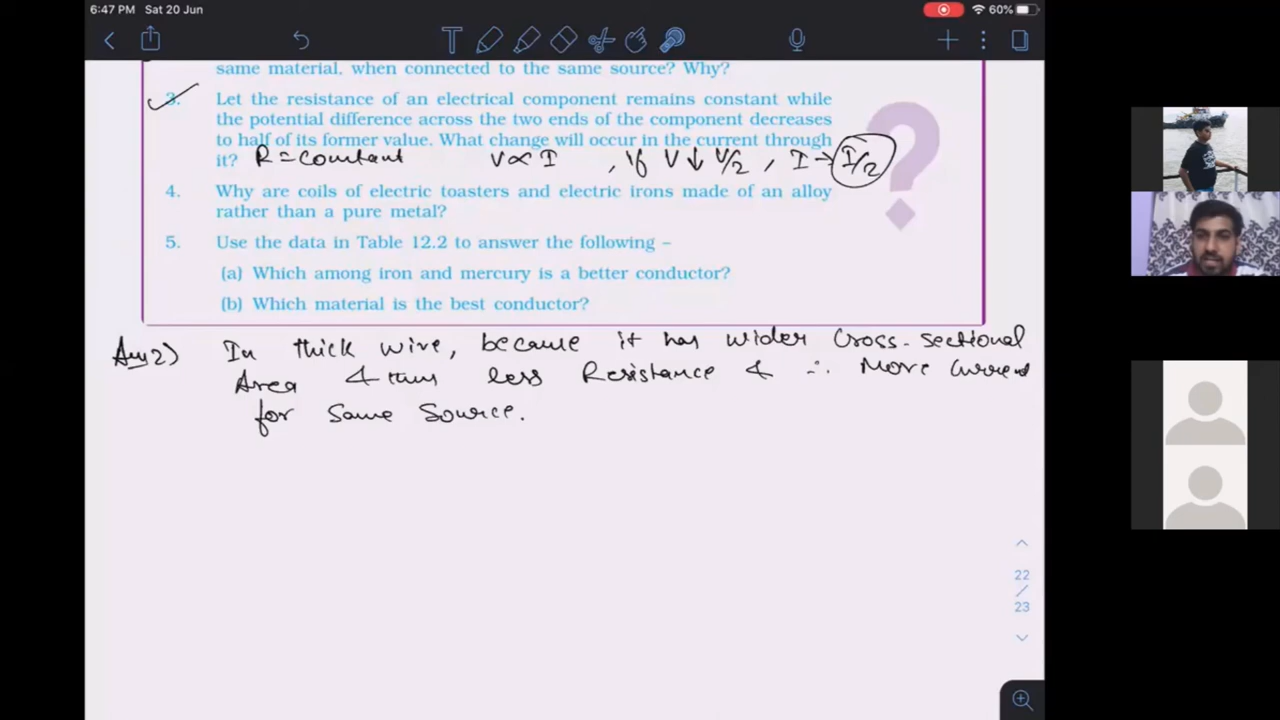 6:47 PM Sat 20 Jun
60%
same material, when connected to the same source? Why?
3. Let the resistance of an electrical component remains constant while
the potential difference across the two ends of the component decreases
to half of its former value. What change will occur in the current through
it? R = constant V ∝ I , if V ↓ V/2 , I → I/2
4. Why are coils of electric toasters and electric irons made of an alloy
rather than a pure metal?
5. Use the data in Table 12.2 to answer the following –
(a) Which among iron and mercury is a better conductor?
(b) Which material is the best conductor?
?
Ans 2) In thick wire, because it has wider Cross-sectional
Area & thus less Resistance & ∴ More Current
for Same Source.
22
/
23